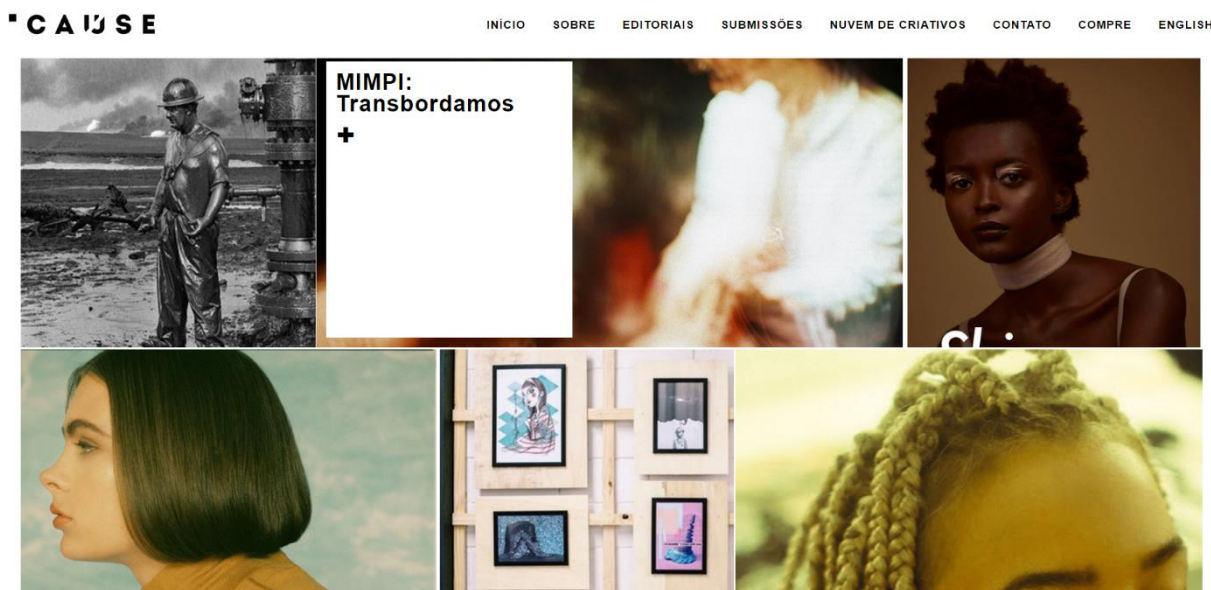 CAUSE
INÍCIO SOBRE EDITORIAIS SUBMISSÕES NUVEM DE CRIATIVOS CONTATO COMPRE ENGLISH
MIMPI:
Transbordamos
+